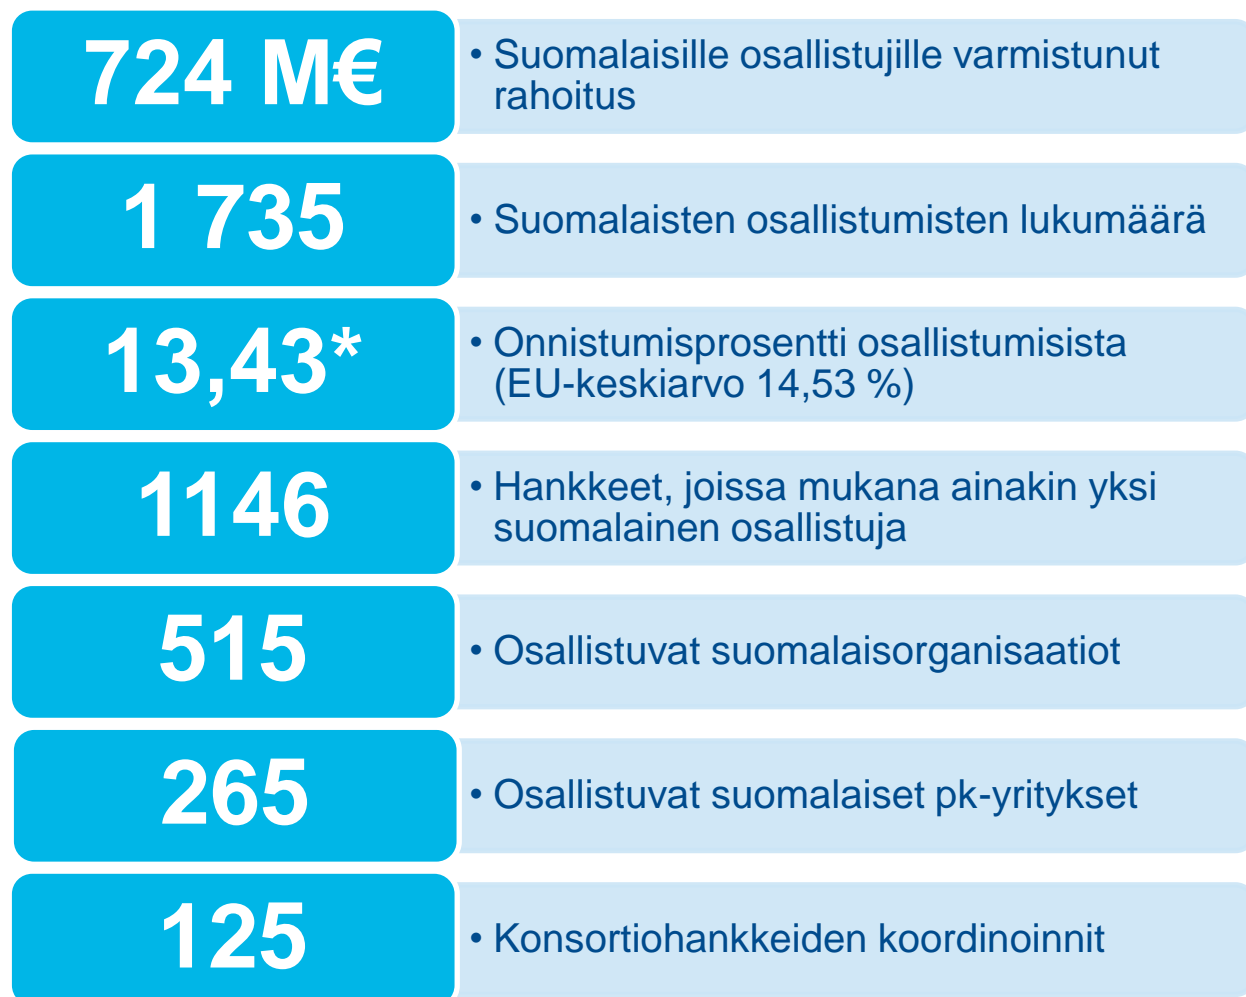 724 M€
• Suomalaisille osallistujille varmistunut
rahoitus
1 735
• Suomalaisten osallistumisten lukumäärä
13,43*
• Onnistumisprosentti osallistumisista
(EU-keskiarvo 14,53 %)
1146
• Hankkeet, joissa mukana ainakin yksi
suomalainen osallistuja
515
• Osallistuvat suomalaisorganisaatiot
265
• Osallistuvat suomalaiset pk-yritykset
125
• Konsortiohankkeiden koordinoinnit